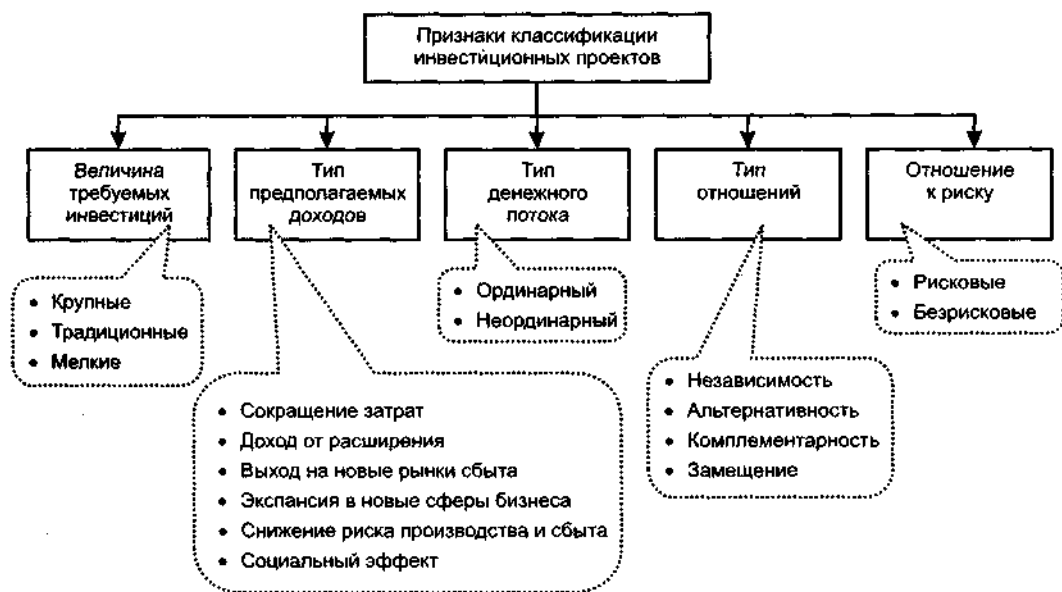 Признаки классификации
инвестиционных проектов
Величина
требуемых
инвестиций
Тип
предполагаемых
доходов
Тип
денежного
потока
Тип
отношений
Отношение
к риску
• Крупные
• Традиционные
• Мелкие
• Сокращение затрат
• Доход от расширения
• Выход на новые рынки сбыта
• Экспансия в новые сферы бизнеса
• Снижение риска производства и сбыта
• Социальный эффект
• Ординарный
• Неординарный
• Независимость
• Альтернативность
• Комплементарность
• Замещение
• Рисковые
• Безрисковые